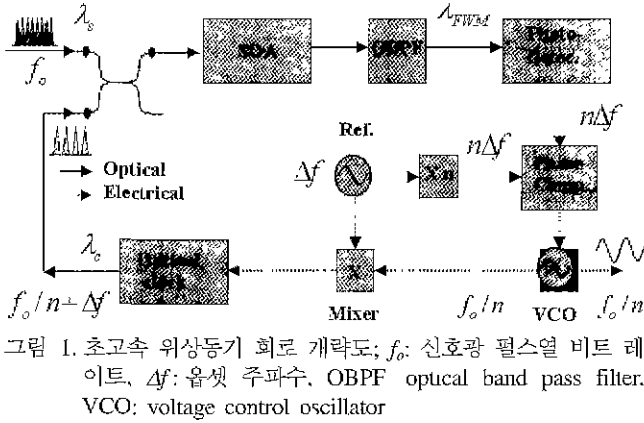 λs
λFWM
SOA
OBPF
Photo-
fo
Ref.
nΔf
Δf
X n
nΔf
Phase
Comp.
Optical
Electrical
λc
Optical
clock
X
fo/n+Δf
Mixer
fo/n
VCO
fo/n
그림 1. 초고속 위상동기 회로 개략도; fo: 신호광 펄스열 비트 레
이트, Δf: 옵셋 주파수, OBPF optical band pass filter.
VCO: voltage control oscillator